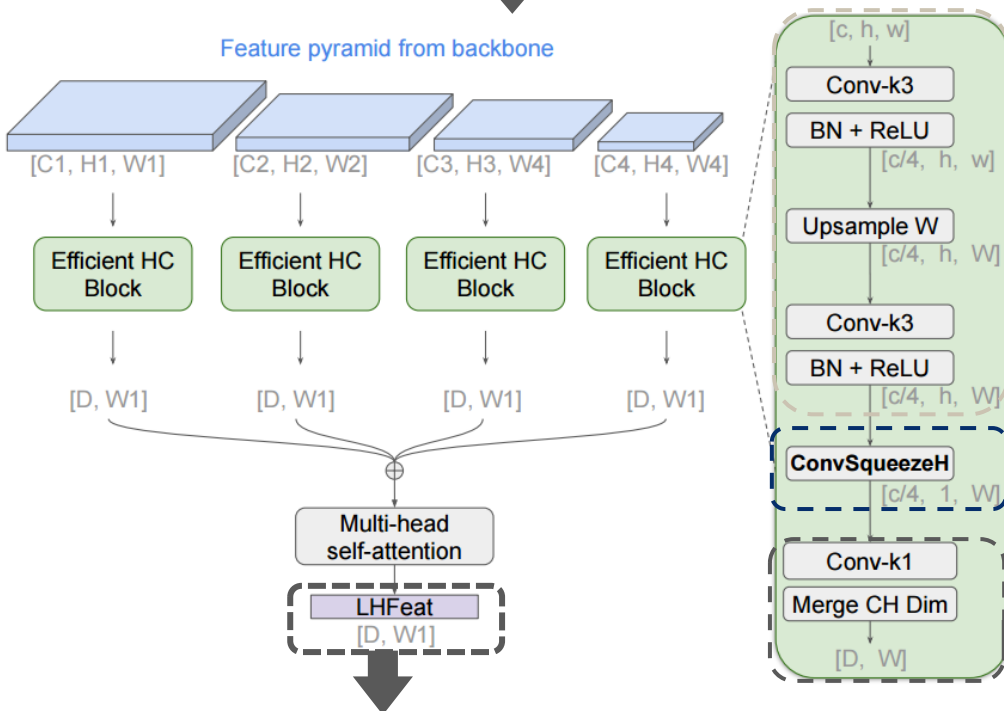 Feature pyramid from backbone
[C1, H1, W1]
[C2, H2, W2]
[C3, H3, W4]
[C4, H4, W4]
Efficient HC
Block
Efficient HC
Block
Efficient HC
Block
Efficient HC
Block
[D, W1]
[D, W1]
[D, W1]
[D, W1]
Multi-head
self-attention
LHFeat
[D, W1]
[c, h, w]
Conv-k3
BN + ReLU
[c/4, h, w]
Upsample W
[c/4, h, W]
Conv-k3
BN + ReLU
[c/4, h, W]
ConvSqueezeH
[c/4, 1, W]
Conv-k1
Merge CH Dim
[D, W]